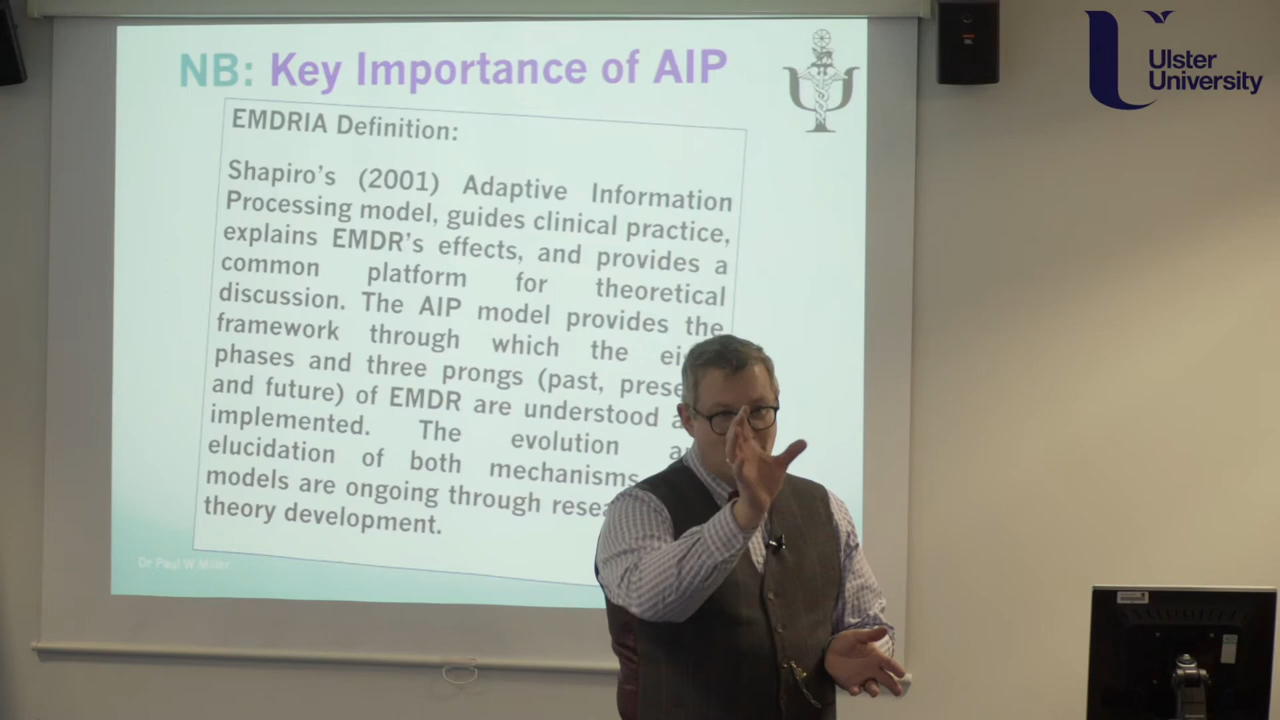 NB: Key Importance of AIP
Ulster
University
EMDRIA Definition:
Shapiro's (2001) Adaptive Information
Processing model, guides clinical practice,
explains EMDR's effects, and provides a
common platform for theoretical
discussion. The AIP model provides the
framework through which the
phases and three prongs (past,
and future) of EMDR are understood
implemented. The evolution
elucidation of both mechanisms
models are ongoing through
theory development.
Dr Paul W Miller